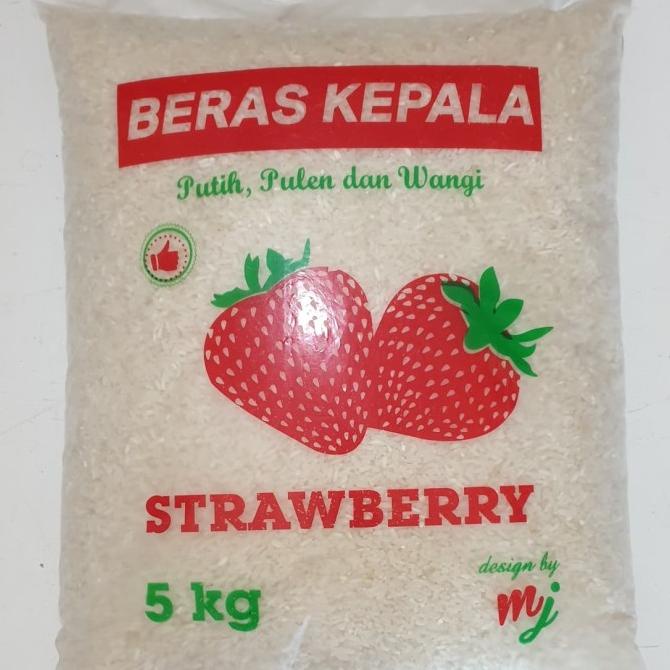 BERAS KEPALA
Putih, Pulen dan Wangi
STRAWBERRY
5 kg
design by
mj